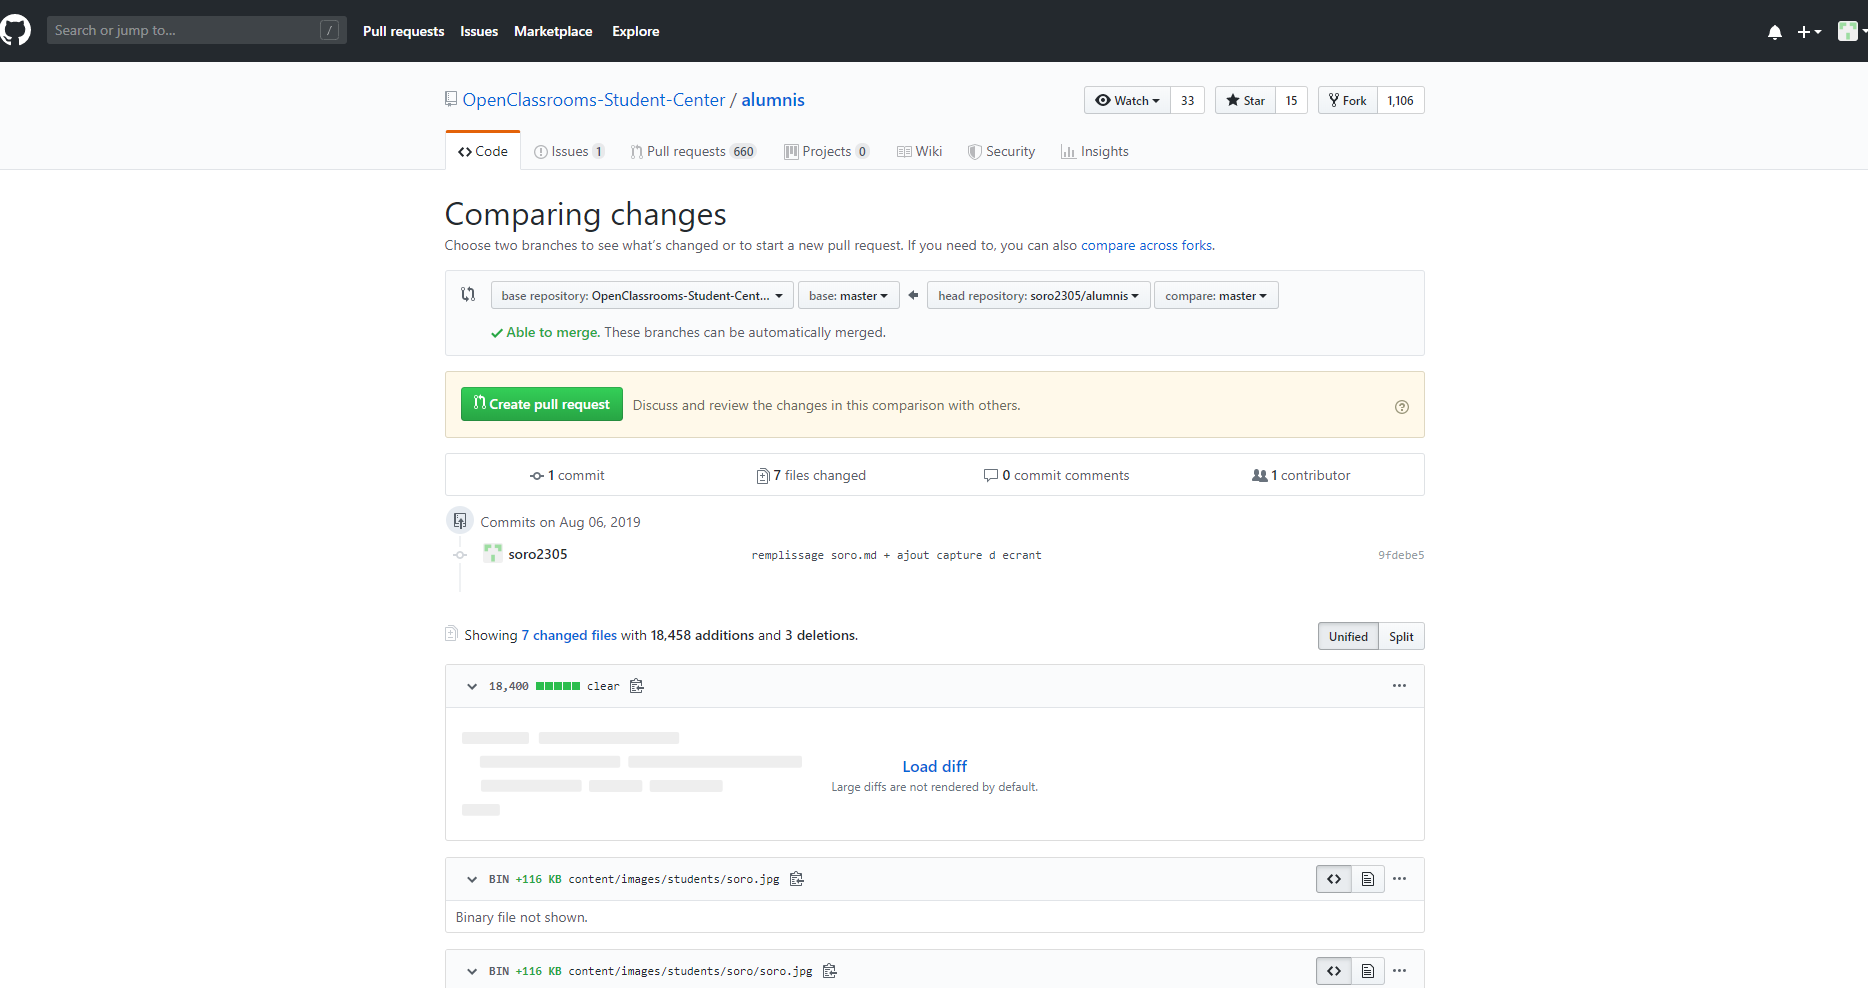 Search or jump to... /
Pull requests Issues Marketplace Explore
OpenClassrooms-Student-Center / alumnis
Watch 33 Star 15 Fork 1,106
Code Issues 1 Pull requests 660 Projects 0 Wiki Security Insights
Comparing changes
Choose two branches to see what's changed or to start a new pull request. If you need to, you can also compare across forks.
base repository: OpenClassrooms-Student-Cent... base: master head repository: soro2305/alumnis compare: master
Able to merge. These branches can be automatically merged.
Create pull request Discuss and review the changes in this comparison with others.
1 commit 7 files changed 0 commit comments 1 contributor
Commits on Aug 06, 2019
soro2305 remplissage soro.md + ajout capture d ecrant 9fdebe5
Showing 7 changed files with 18,458 additions and 3 deletions. Unified Split
18,400 clear
Load diff
Large diffs are not rendered by default.
BIN +116 KB content/images/students/soro.jpg
Binary file not shown.
BIN +116 KB content/images/students/soro/soro.jpg